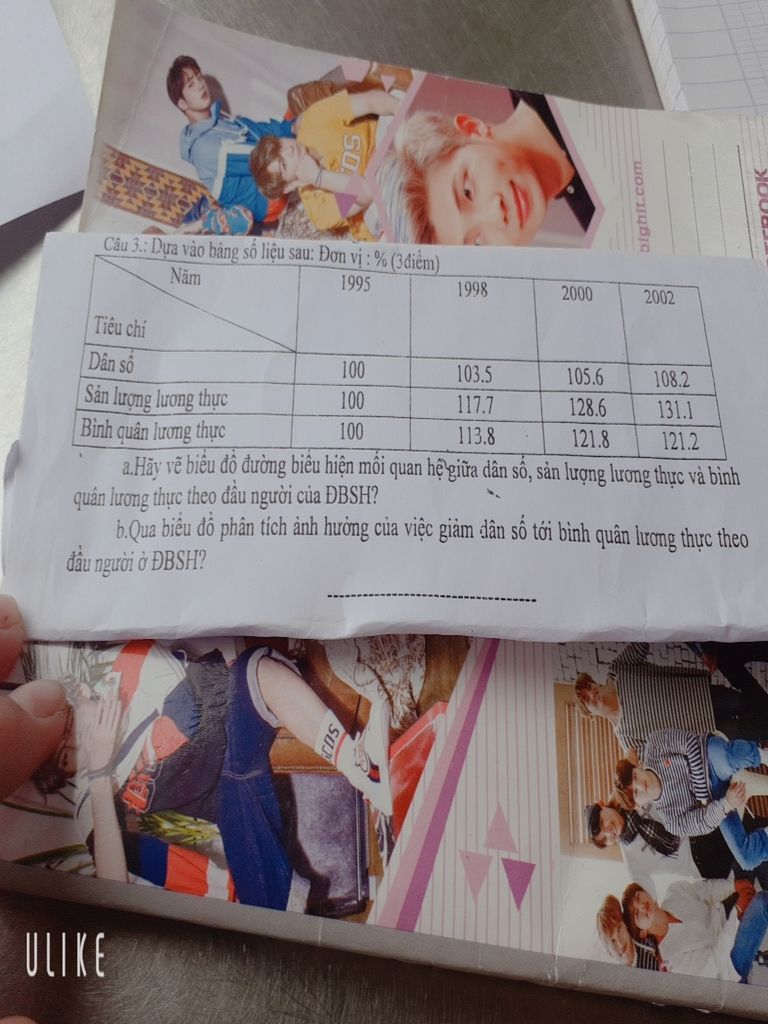 CDS
bighit.com
TEBOOK
Câu 3.: Dựa vào bảng số liệu sau: Đơn vị : % (3điểm)
Năm 1995 1998 2000 2002
Tiêu chí
Dân số 100 103.5 105.6 108.2
Sản lượng lương thực 100 117.7 128.6 131.1
Bình quân lương thực 100 113.8 121.8 121.2
a.Hãy vẽ biểu đồ đường biểu hiện mối quan hệ giữa dân số, sản lượng lương thực và bình
quân lương thực theo đầu người của ĐBSH?
b.Qua biểu đồ phân tích ảnh hưởng của việc giảm dân số tới bình quân lương thực theo
đầu người ở ĐBSH?
CDS
ULIKE